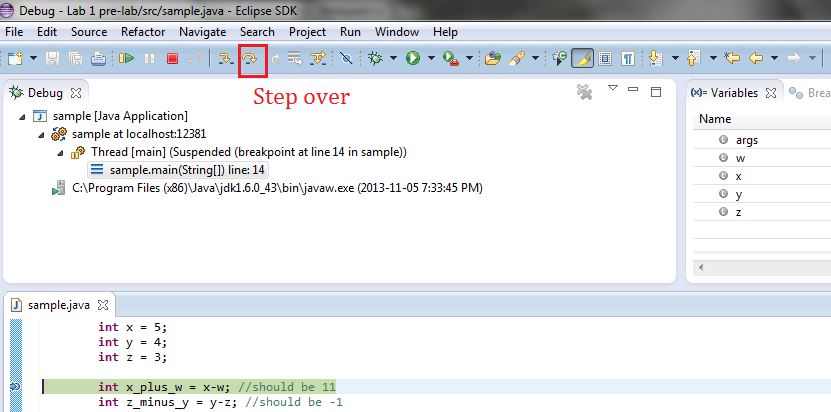 Debug - Lab 1 pre-lab/src/sample.java - Eclipse SDK
File Edit Source Refactor Navigate Search Project Run Window Help
Step over
Debug
sample [Java Application]
sample at localhost:12381
Thread [main] (Suspended (breakpoint at line 14 in sample))
sample.main(String[]) line: 14
C:\Program Files (x86)\Java\jdk1.6.0_43\bin\javaw.exe (2013-11-05 7:33:45 PM)
(x)= Variables Brea
Name
args
w
x
y
z
sample.java
int x = 5;
int y = 4;
int z = 3;
int x_plus_w = x-w; //should be 11
int z_minus_y = y-z; //should be -1